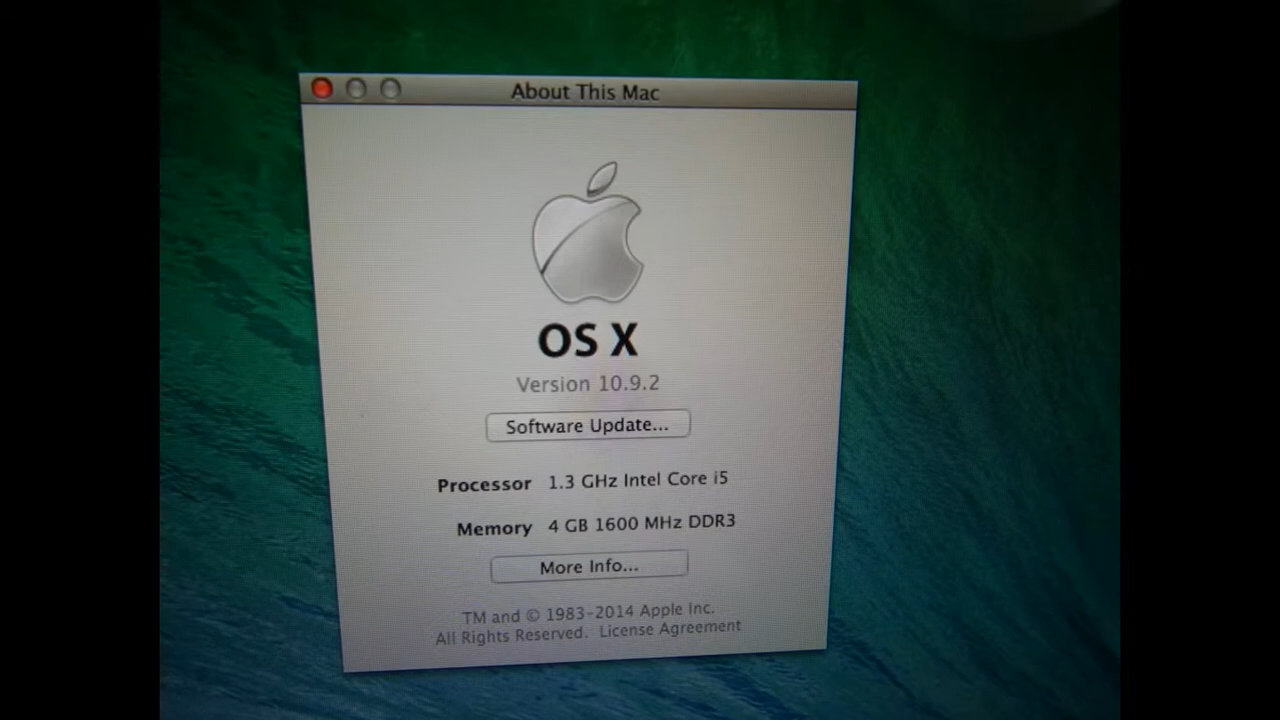 About This Mac
OS X
Version 10.9.2
Software Update...
Processor 1.3 GHz Intel Core i5
Memory 4 GB 1600 MHz DDR3
More Info...
TM and © 1983-2014 Apple Inc.
All Rights Reserved. License Agreement